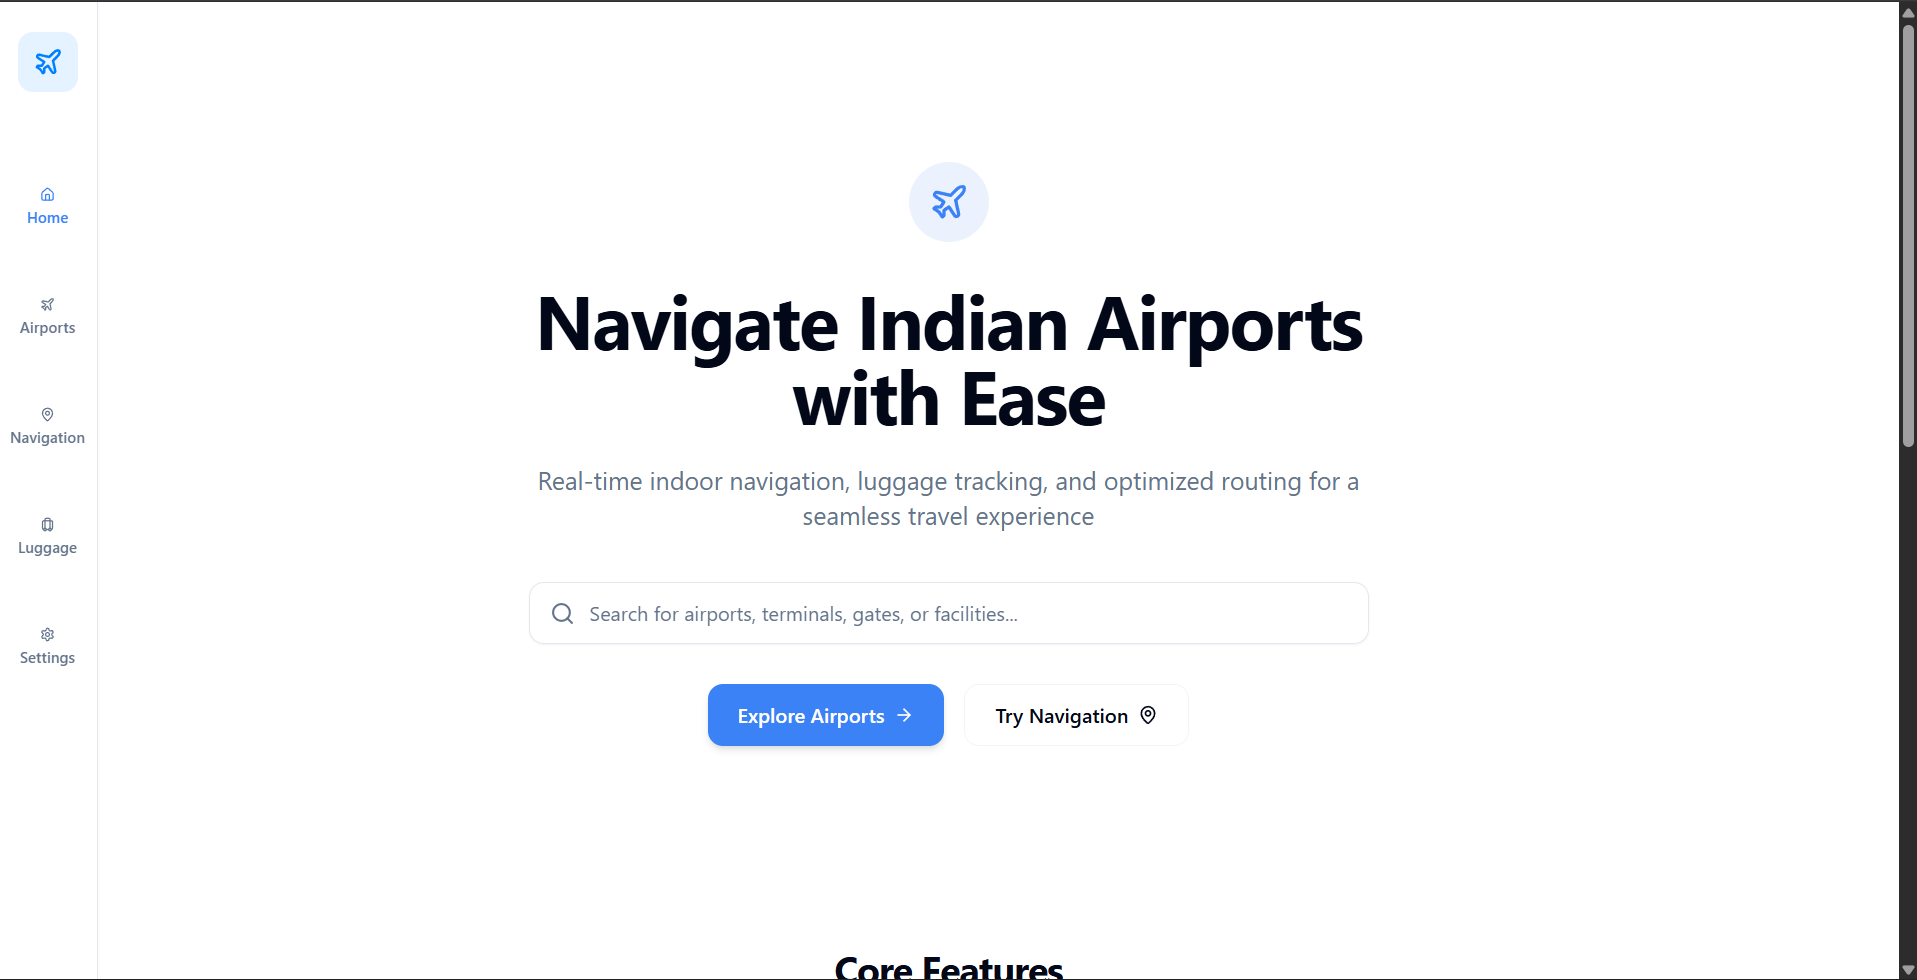 Home
Airports
Navigation
Luggage
Settings
Navigate Indian Airports
with Ease
Real-time indoor navigation, luggage tracking, and optimized routing for a
seamless travel experience
Search for airports, terminals, gates, or facilities...
Explore Airports
Try Navigation
Core Features